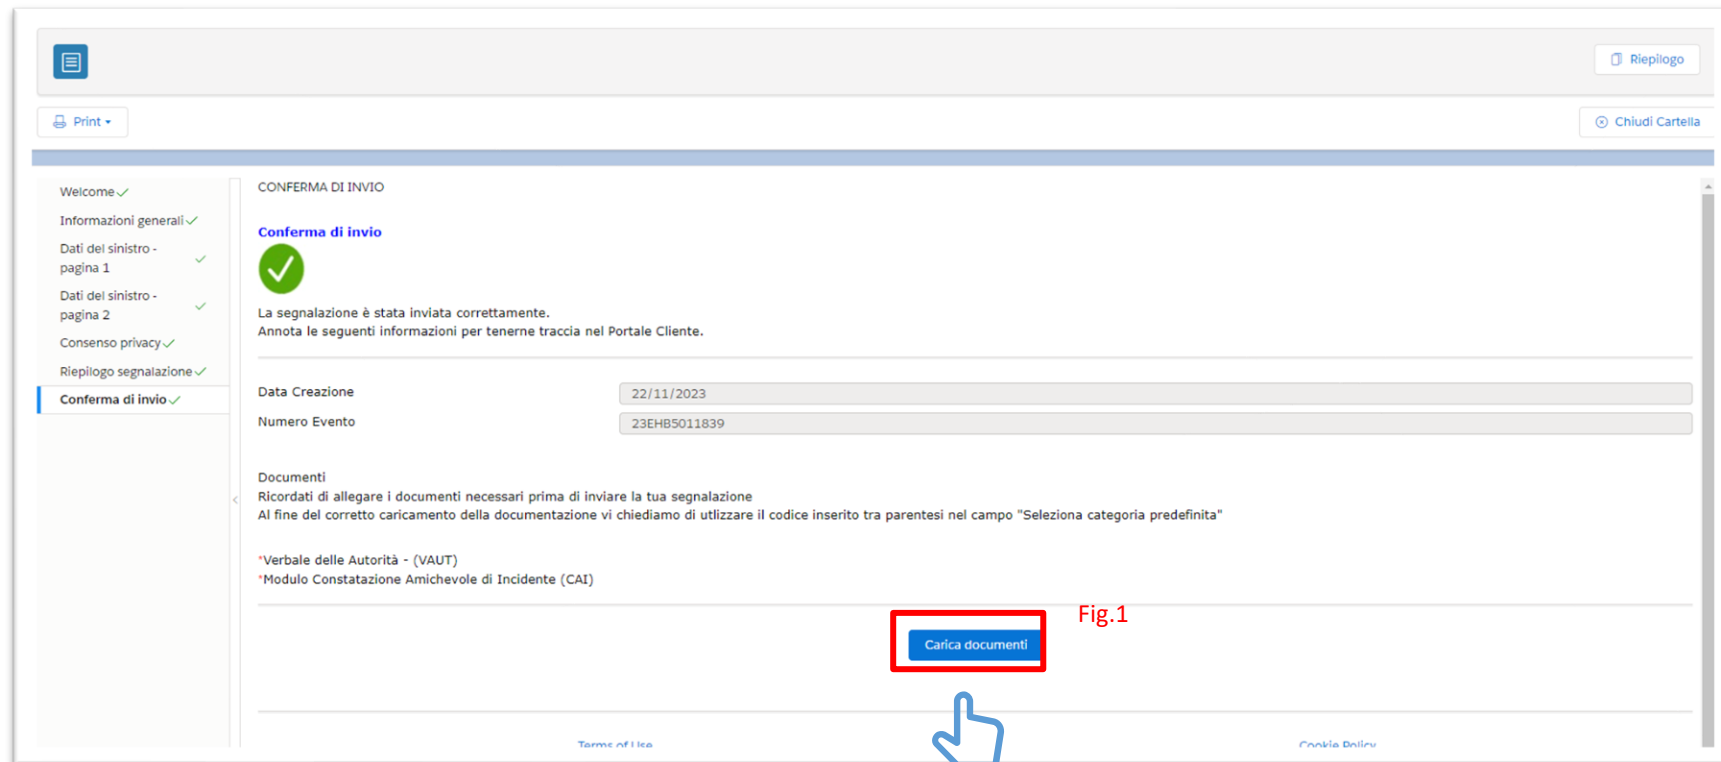 Riepilogo
Print
Chiudi Cartella
Welcome
Informazioni generali
Dati del sinistro -
pagina 1
Dati del sinistro -
pagina 2
Consenso privacy
Riepilogo segnalazione
Conferma di invio
CONFERMA DI INVIO
Conferma di invio
La segnalazione è stata inviata correttamente.
Annota le seguenti informazioni per tenerne traccia nel Portale Cliente.
Data Creazione
22/11/2023
Numero Evento
23EHB5011839
Documenti
Ricordati di allegare i documenti necessari prima di inviare la tua segnalazione
Al fine del corretto caricamento della documentazione vi chiediamo di utlizzare il codice inserito tra parentesi nel campo "Seleziona categoria predefinita"
*Verbale delle Autorità - (VAUT)
*Modulo Constatazione Amichevole di Incidente (CAI)
Fig.1
Carica documenti
Terms of Use
Cookie Policy